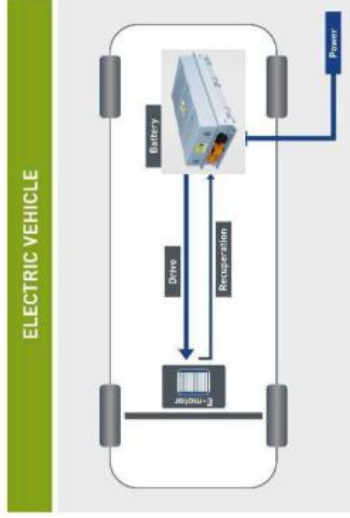 ELECTRIC VEHICLE
Power
Battery
Drive
Recuperation
E-motor